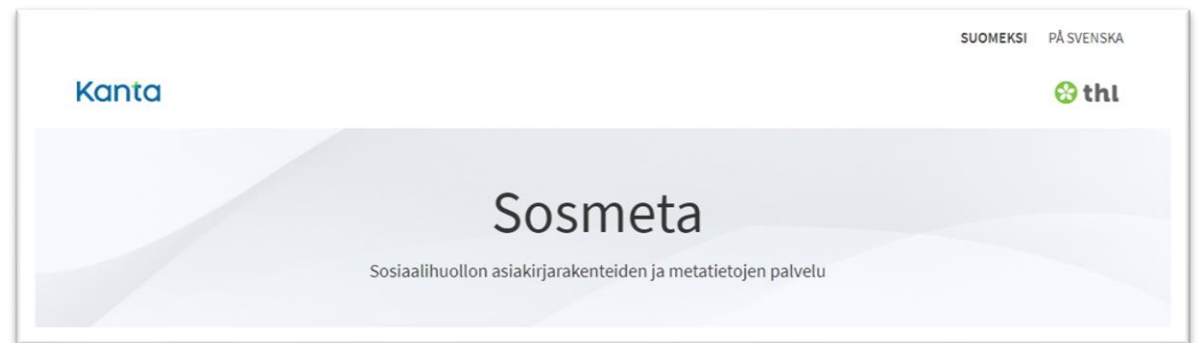 SUOMEKSI PÅ SVENSKA
Kanta
thl
Sosmeta
Sosiaalihuollon asiakirjarakenteiden ja metatietojen palvelu